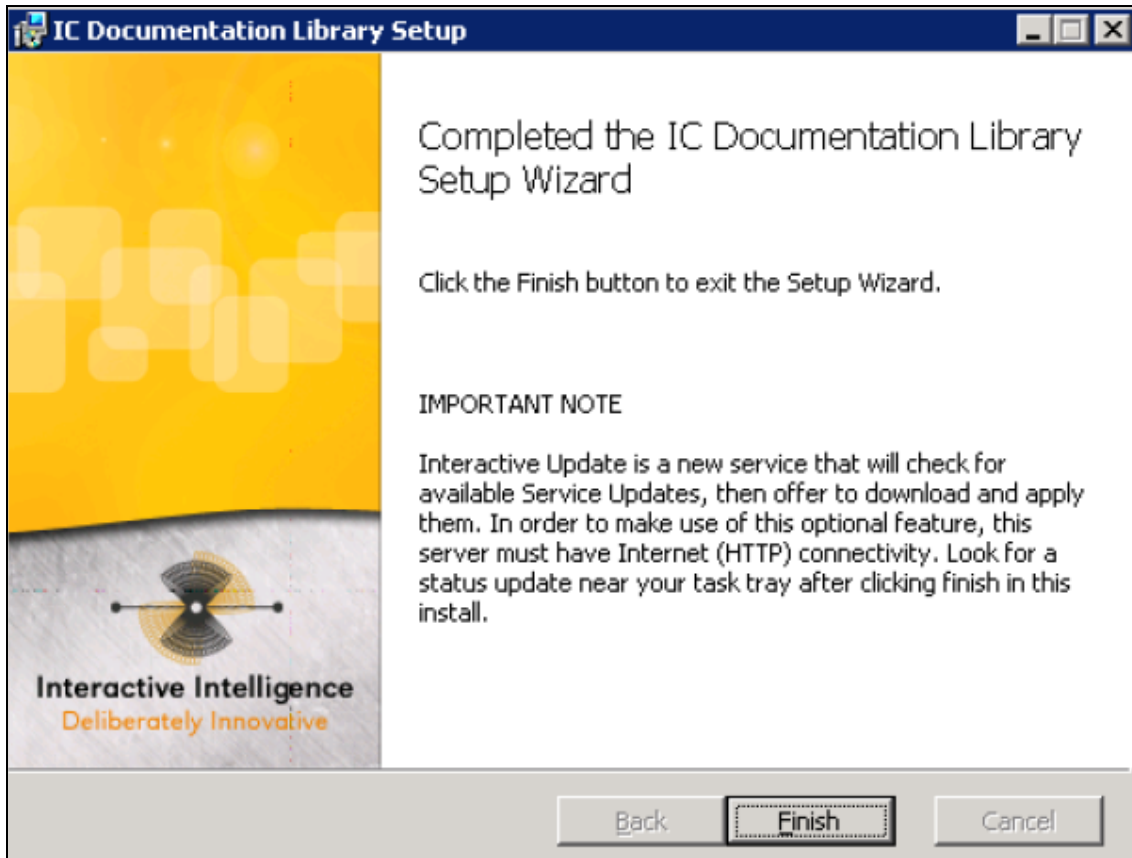 IC Documentation Library Setup
Completed the IC Documentation Library
Setup Wizard
Click the Finish button to exit the Setup Wizard.
IMPORTANT NOTE
Interactive Update is a new service that will check for
available Service Updates, then offer to download and apply
them. In order to make use of this optional feature, this
server must have Internet (HTTP) connectivity. Look for a
status update near your task tray after clicking finish in this
install.
Interactive Intelligence
Deliberately Innovative
Back
Finish
Cancel